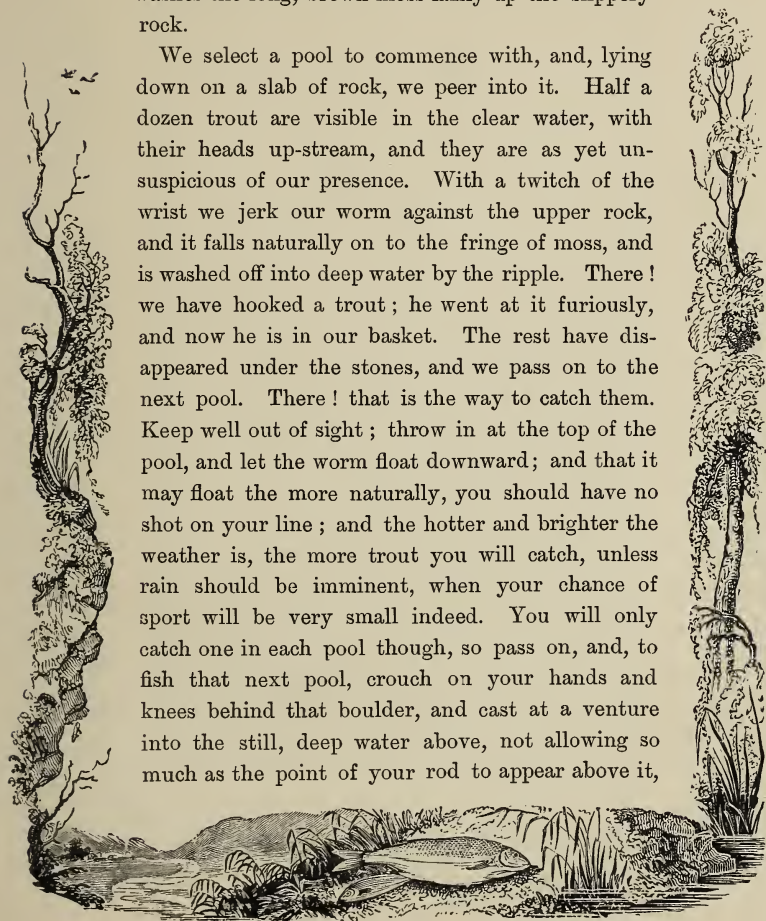 rock.
We select a pool to commence with, and, lying
down on a slab of rock, we peer into it. Half a
dozen trout are visible in the clear water, with
their heads up-stream, and they are as yet un-
suspicious of our presence. With a twitch of the
wrist we jerk our worm against the upper rock,
and it falls naturally on to the fringe of moss, and
is washed off into deep water by the ripple. There !
we have hooked a trout ; he went at it furiously,
and now he is in our basket. The rest have dis-
appeared under the stones, and we pass on to the
next pool. There ! that is the way to catch them.
Keep well out of sight ; throw in at the top of the
pool, and let the worm float downward; and that it
may float the more naturally, you should have no
shot on your line ; and the hotter and brighter the
weather is, the more trout you will catch, unless
rain should be imminent, when your chance of
sport will be very small indeed. You will only
catch one in each pool though, so pass on, and, to
fish that next pool, crouch on your hands and
knees behind that boulder, and cast at a venture
into the still, deep water above, not allowing so
much as the point of your rod to appear above it,